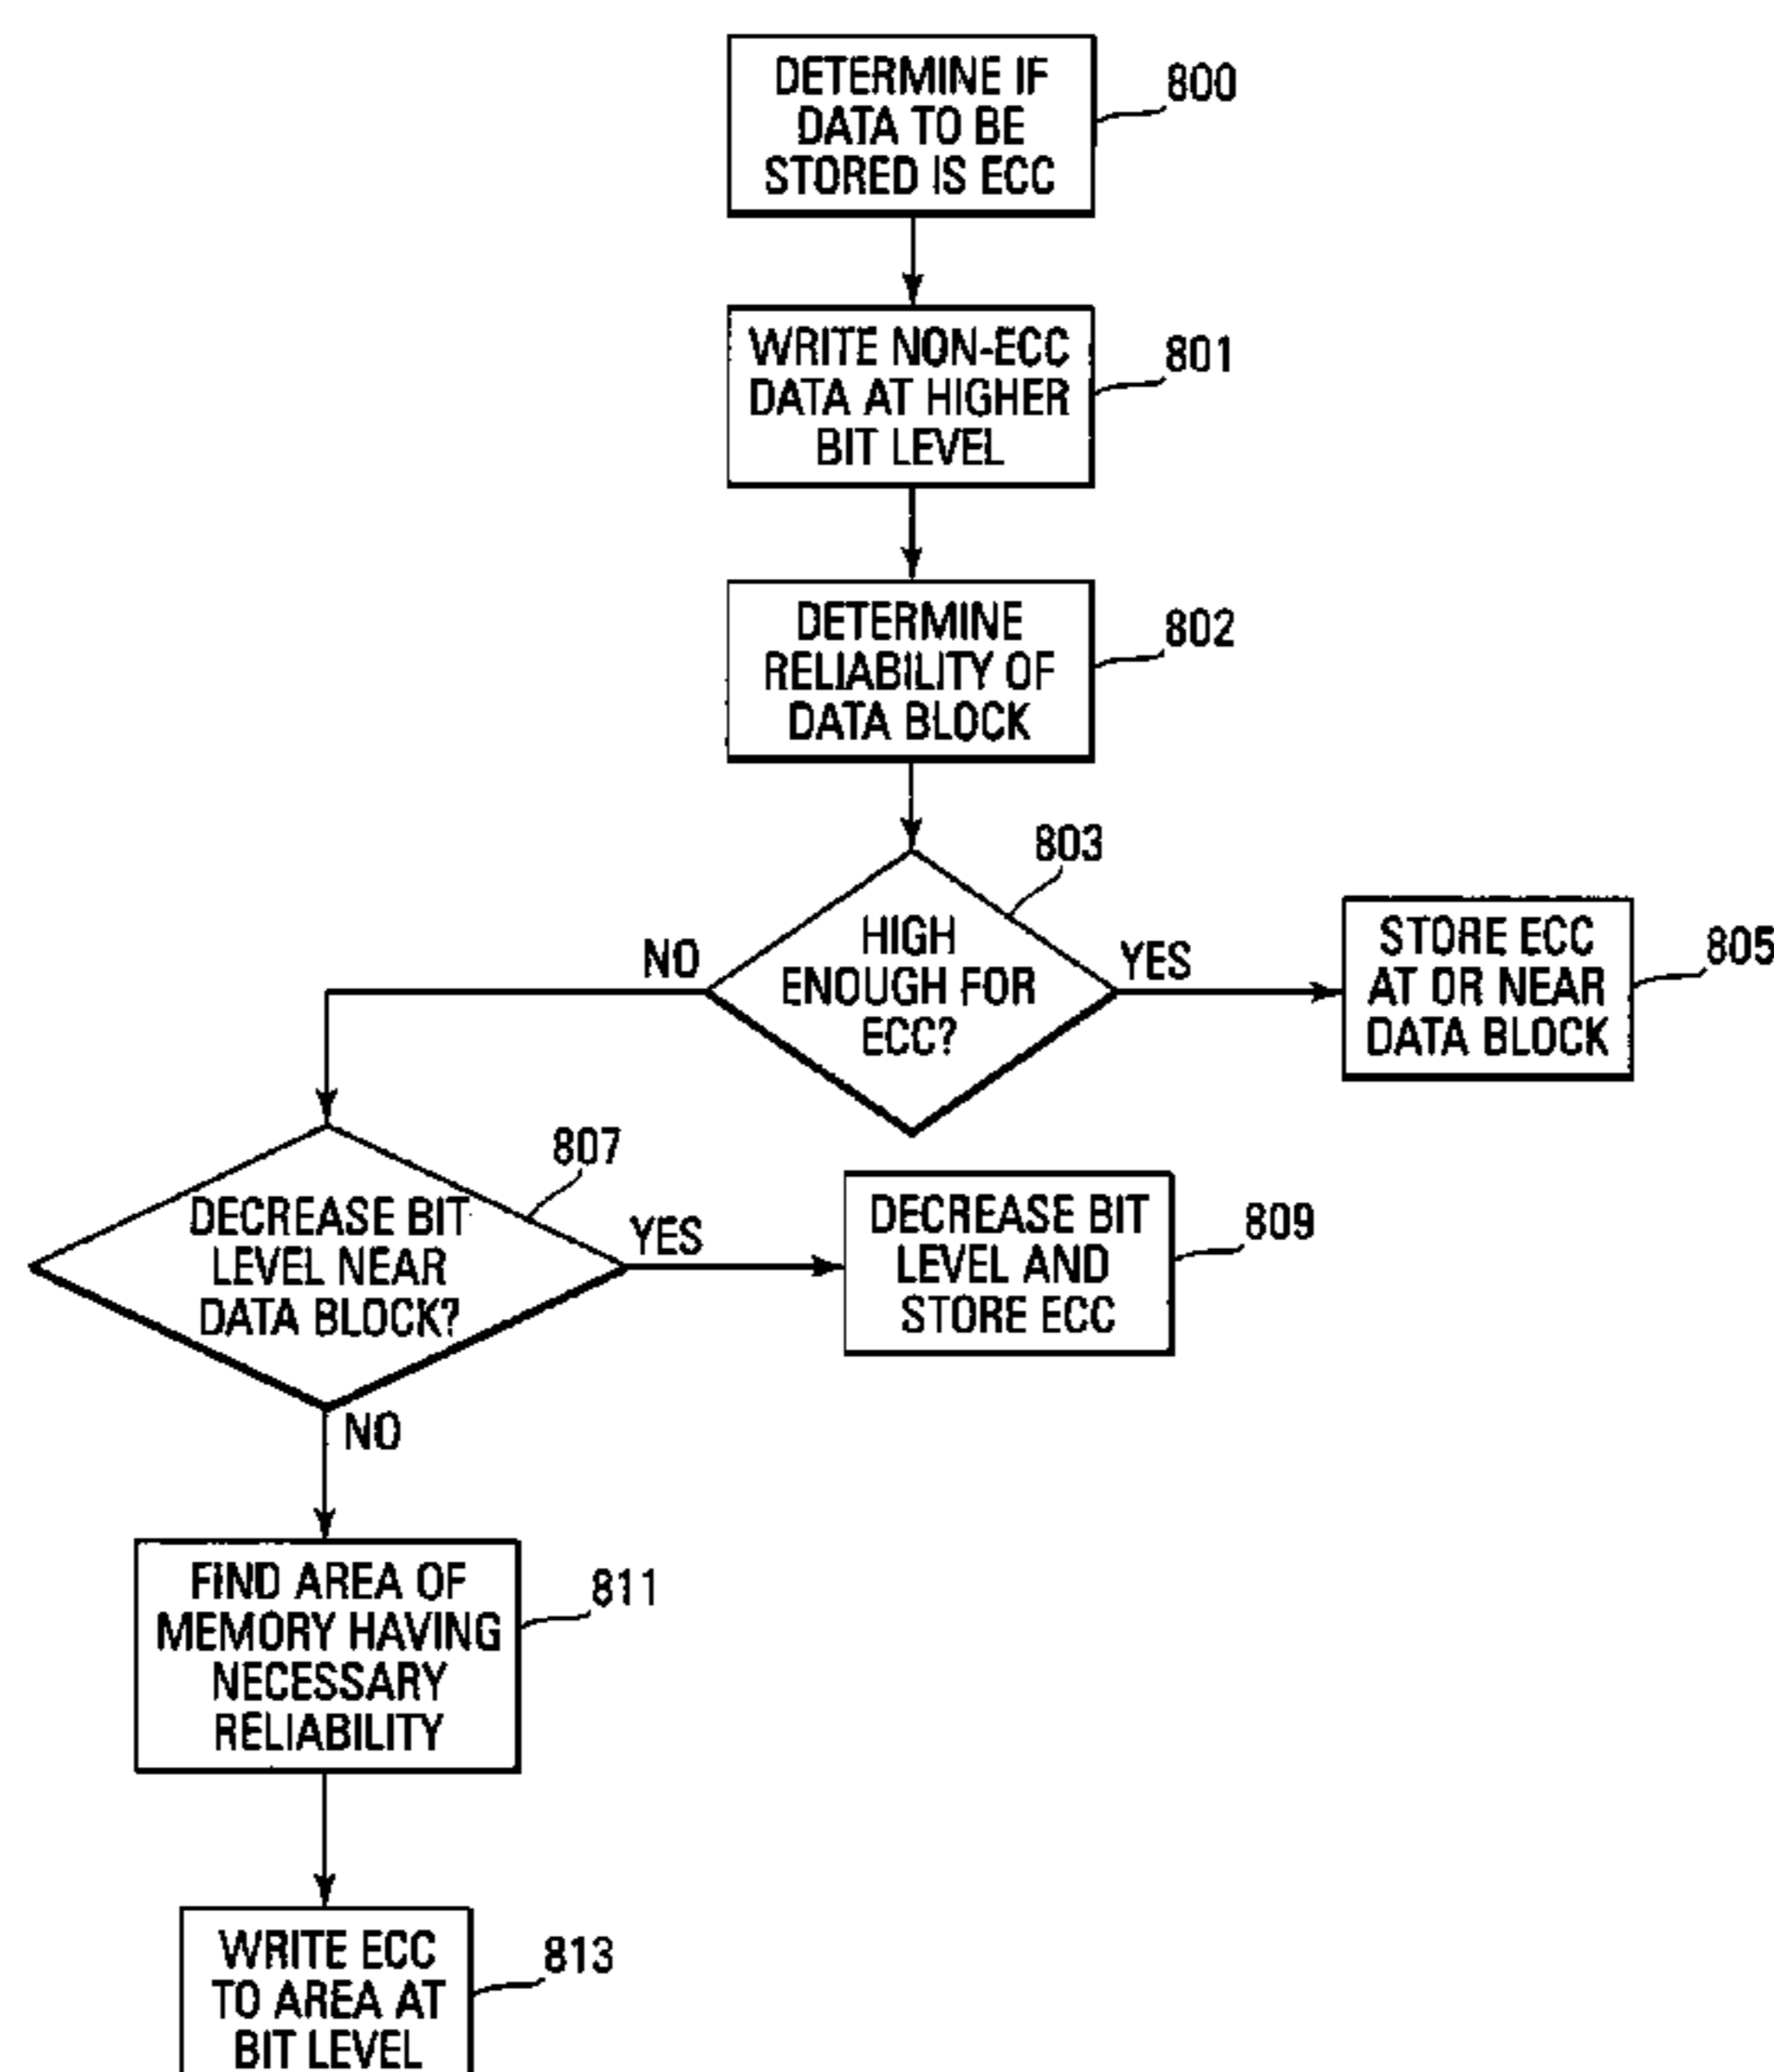 DETERMINE IF
DATA TO BE
STORED IS ECC
800
WRITE NON-ECC
DATA AT HIGHER
BIT LEVEL
801
DETERMINE
RELIABILITY OF
DATA BLOCK
802
803
HIGH
ENOUGH FOR
ECC?
NO
YES
STORE ECC
AT OR NEAR
DATA BLOCK
805
807
DECREASE BIT
LEVEL NEAR
DATA BLOCK?
YES
DECREASE BIT
LEVEL AND
STORE ECC
809
NO
FIND AREA OF
MEMORY HAVING
NECESSARY
RELIABILITY
811
WRITE ECC
TO AREA AT
BIT LEVEL
813